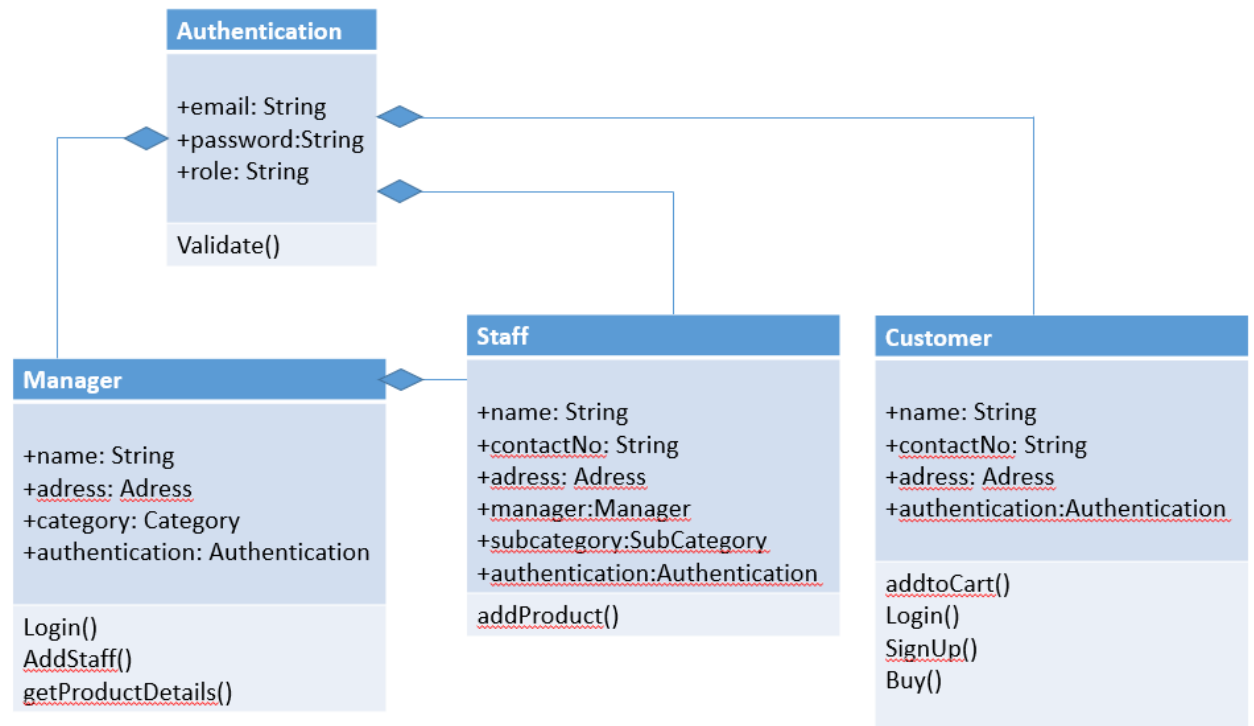 Authentication
+email: String
+password:String
+role: String
Validate()
Manager
+name: String
+adress: Adress
+category: Category
+authentication: Authentication
Login()
AddStaff()
getProductDetails()
Staff
+name: String
+contactNo: String
+adress: Adress
+manager:Manager
+subcategory:SubCategory
+authentication:Authentication
addProduct()
Customer
+name: String
+contactNo: String
+adress: Adress
+authentication:Authentication
addtoCart()
Login()
SignUp()
Buy()